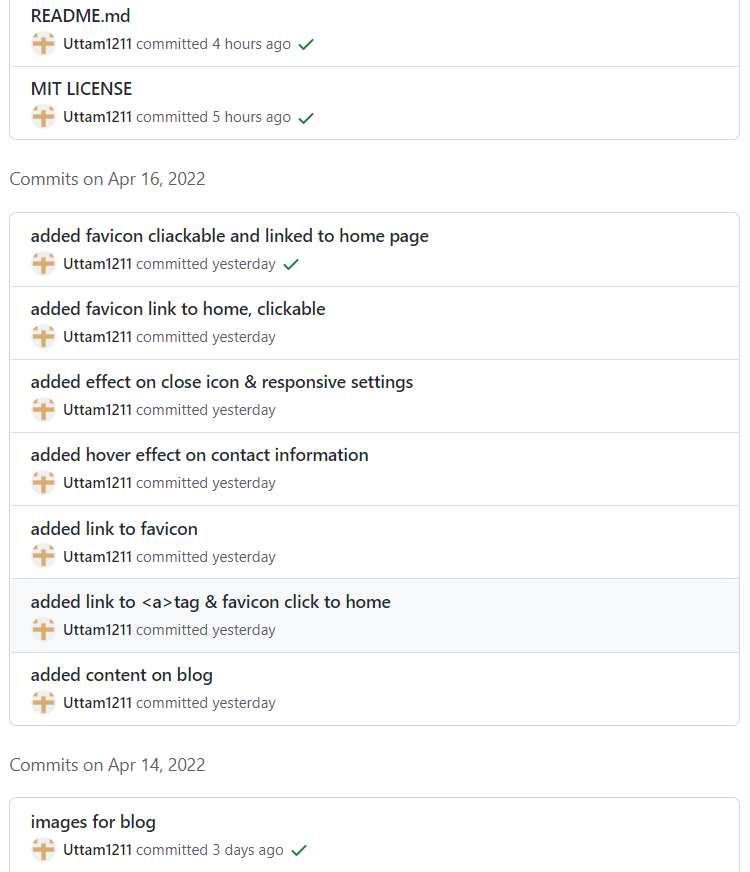 README.md
Uttam1211 committed 4 hours ago
MIT LICENSE
Uttam1211 committed 5 hours ago
Commits on Apr 16, 2022
added favicon cliackable and linked to home page
Uttam1211 committed yesterday
added favicon link to home, clickable
Uttam1211 committed yesterday
added effect on close icon & responsive settings
Uttam1211 committed yesterday
added hover effect on contact information
Uttam1211 committed yesterday
added link to favicon
Uttam1211 committed yesterday
added link to <a>tag & favicon click to home
Uttam1211 committed yesterday
added content on blog
Uttam1211 committed yesterday
Commits on Apr 14, 2022
images for blog
Uttam1211 committed 3 days ago